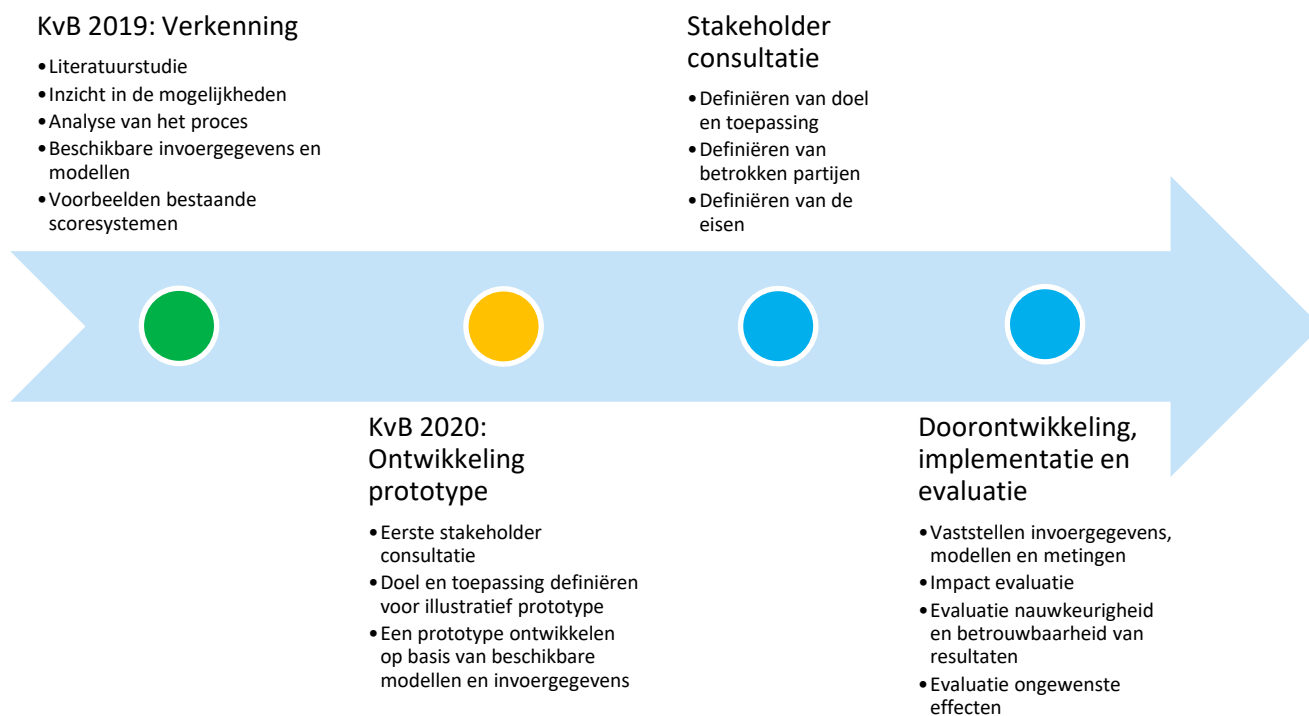 KvB 2019: Verkenning
•Literatuurstudie
•Inzicht in de mogelijkheden
•Analyse van het proces
•Beschikbare invoergegevens en
modellen
•Voorbeelden bestaande
scoresystemen
KvB 2020:
Ontwikkeling
prototype
•Eerste stakeholder
consultatie
•Doel en toepassing definiëren
voor illustratief prototype
•Een prototype ontwikkelen
op basis van beschikbare
modellen en invoergegevens
Stakeholder
consultatie
•Definiëren van doel
en toepassing
•Definiëren van
betrokken partijen
•Definiëren van de
eisen
Doorontwikkeling,
implementatie en
evaluatie
•Vaststellen invoergegevens,
modellen en metingen
•Impact evaluatie
•Evaluatie nauwkeurigheid
en betrouwbaarheid van
resultaten
•Evaluatie ongewenste
effecten